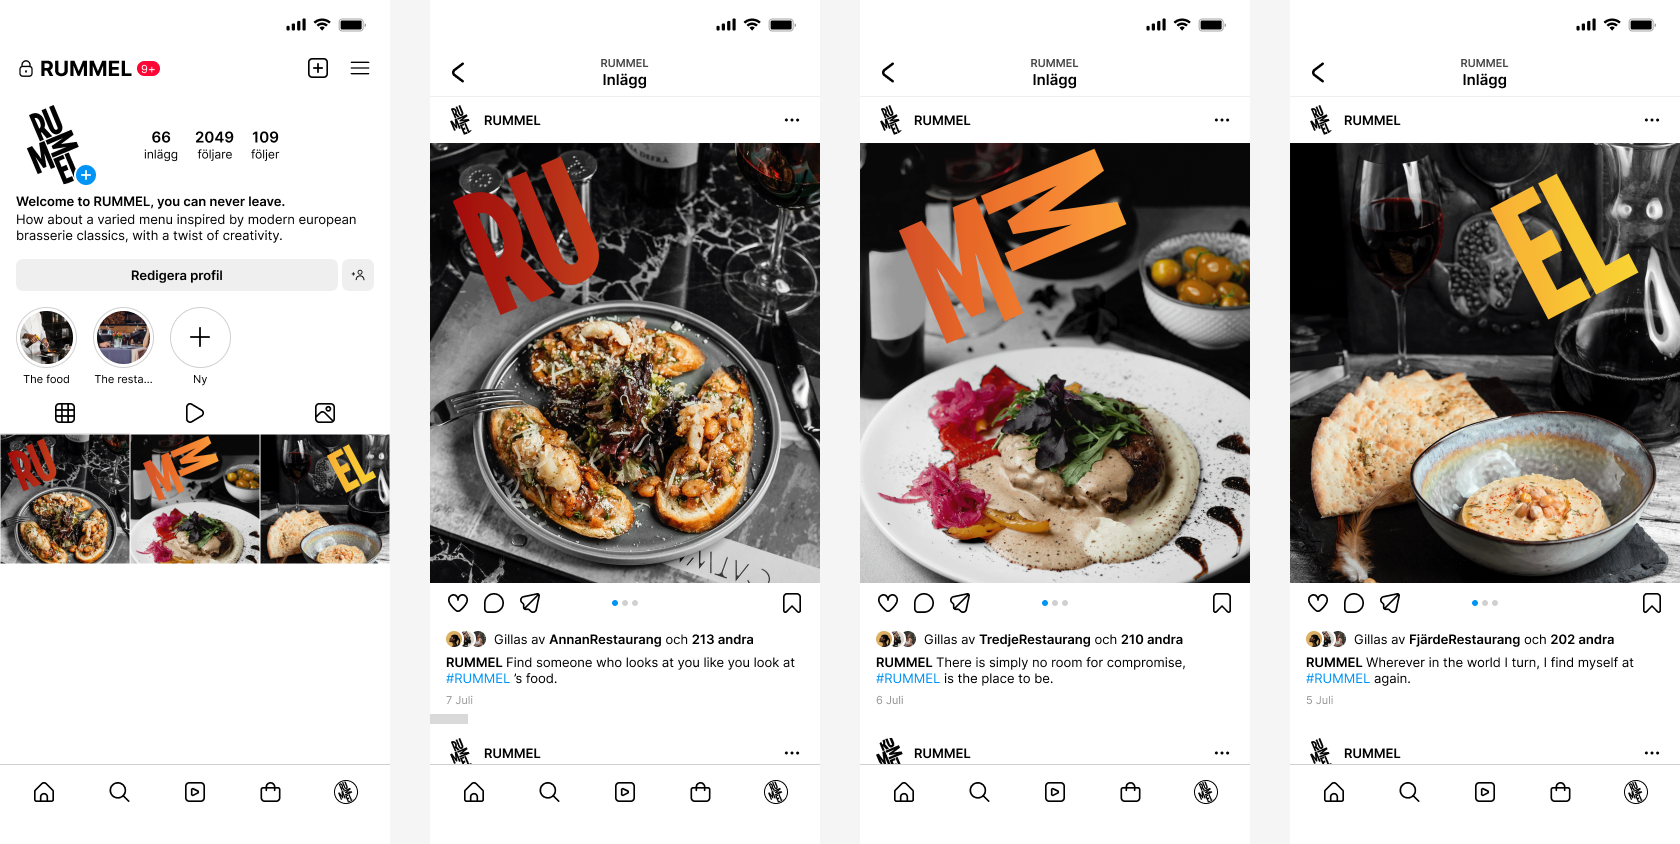 RUMMEL 9+
RU
MM
EL
66 2049 109
inlägg följare följer
Welcome to RUMMEL, you can never leave.
How about a varied menu inspired by modern european
brasserie classics, with a twist of creativity.
Redigera profil
The food The resta... Ny
RU MM EL
RUMMEL
Inlägg
RU
MM
EL
RUMMEL
RU
Gillas av AnnanRestaurang och 213 andra
RUMMEL Find someone who looks at you like you look at
#RUMMEL 's food.
7 Juli
RUMMEL
RUMMEL
Inlägg
RUMMEL
MM
Gillas av TredjeRestaurang och 210 andra
RUMMEL There is simply no room for compromise,
#RUMMEL is the place to be.
6 Juli
RUMMEL
RUMMEL
Inlägg
RUMMEL
EL
Gillas av FjärdeRestaurang och 202 andra
RUMMEL Wherever in the world I turn, I find myself at
#RUMMEL again.
5 Juli
RUMMEL